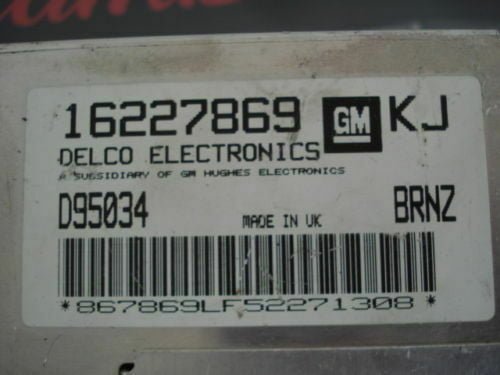 16227869 GM KJ
DELCO ELECTRONICS
A SUBSIDIARY OF GM HUGHES ELECTRONICS
D95034 MADE IN UK BRNZ
*867869LF52271308*